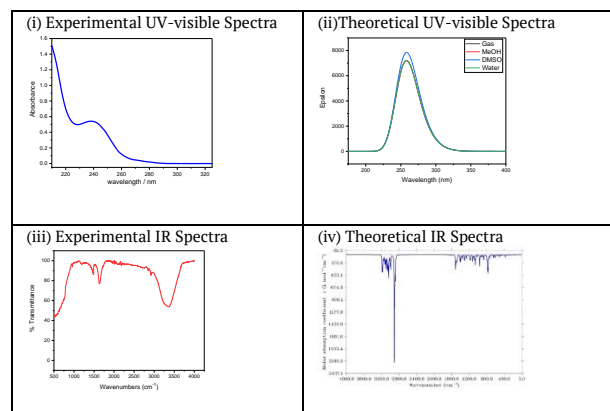 (i) Experimental UV-visible Spectra
1.6
1.4
1.2
1.0
0.8
0.6
0.4
0.2
0.0
Absorbance
220 240 260 280 300 320
wavelength / nm
(ii)Theoretical UV-visible Spectra
Gas
MeOH
DMSO
Water
8000
6000
4000
2000
0
Epsilon
200 250 300 350 400
Wavelength (nm)
(iii) Experimental IR Spectra
100
80
60
40
20
0
% Transmittance
500 1000 1500 2000 2500 3000 3500 4000
Wavenumbers (cm⁻¹)
(iv) Theoretical IR Spectra